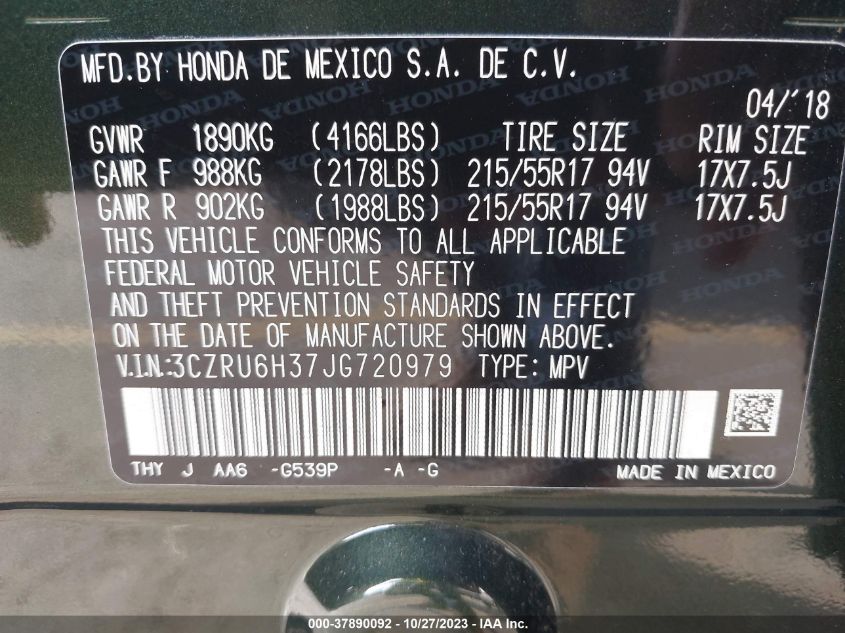 MFD.BY HONDA DE MEXICO S.A. DE C.V.
04/'18
GVWR 1890KG (4166LBS) TIRE SIZE RIM SIZE
GAWR F 988KG (2178LBS) 215/55R17 94V 17X7.5J
GAWR R 902KG (1988LBS) 215/55R17 94V 17X7.5J
THIS VEHICLE CONFORMS TO ALL APPLICABLE
FEDERAL MOTOR VEHICLE SAFETY
AND THEFT PREVENTION STANDARDS IN EFFECT
ON THE DATE OF MANUFACTURE SHOWN ABOVE.
V.I.N.:3CZRU6H37JG720979 TYPE: MPV
THY J AA6 -G539P -A -G MADE IN MEXICO
000-37890092 / 10/27/2023 - IAA Inc.